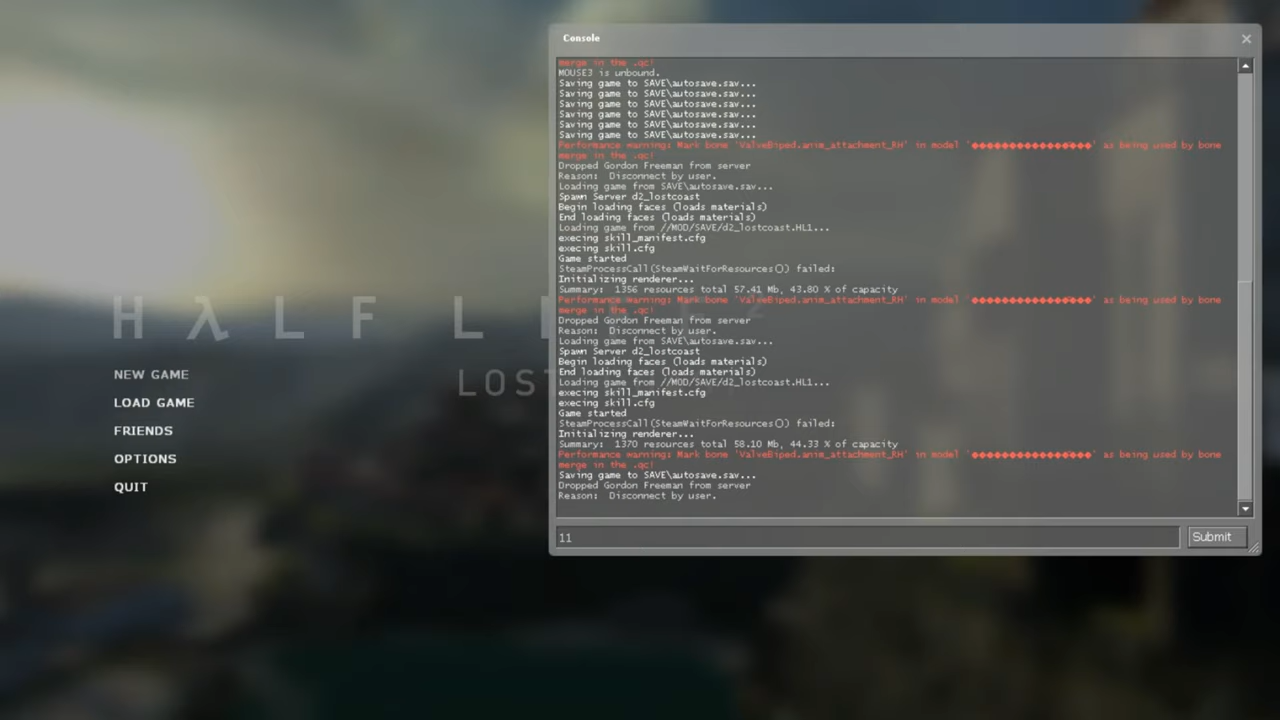 Console
merge in the .qc!
MOUSE3 is unbound.
Saving game to SAVE\autosave.sav...
Saving game to SAVE\autosave.sav...
Saving game to SAVE\autosave.sav...
Saving game to SAVE\autosave.sav...
Saving game to SAVE\autosave.sav...
Saving game to SAVE\autosave.sav...
Performance warning: Mark bone 'ValveBiped.anim_attachment_RH' in model '◆◆◆◆◆◆◆◆◆◆◆◆◆◆◆◆' as being used by bone
merge in the .qc!
Dropped Gordon Freeman from server
Reason:  Disconnect by user.
Loading game from SAVE\autosave.sav...
Spawn Server d2_lostcoast
Begin loading faces (loads materials)
End loading faces (loads materials)
Loading game from //MOD/SAVE/d2_lostcoast.HL1...
execing skill_manifest.cfg
execing skill.cfg
Game started
SteamProcessCall(SteamWaitForResources()) failed:
Initializing renderer...
Summary:  1356 resources total 57.41 Mb, 43.80 % of capacity
Performance warning: Mark bone 'ValveBiped.anim_attachment_RH' in model '◆◆◆◆◆◆◆◆◆◆◆◆◆◆◆◆' as being used by bone
merge in the .qc!
Dropped Gordon Freeman from server
Reason:  Disconnect by user.
Loading game from SAVE\autosave.sav...
Spawn Server d2_lostcoast
Begin loading faces (loads materials)
End loading faces (loads materials)
Loading game from //MOD/SAVE/d2_lostcoast.HL1...
execing skill_manifest.cfg
execing skill.cfg
Game started
SteamProcessCall(SteamWaitForResources()) failed:
Initializing renderer...
Summary:  1370 resources total 58.10 Mb, 44.33 % of capacity
Performance warning: Mark bone 'ValveBiped.anim_attachment_RH' in model '◆◆◆◆◆◆◆◆◆◆◆◆◆◆◆◆' as being used by bone
merge in the .qc!
Saving game to SAVE\autosave.sav...
Dropped Gordon Freeman from server
Reason:  Disconnect by user.
11
Submit
HλLF L
LOST
NEW GAME
LOAD GAME
FRIENDS
OPTIONS
QUIT